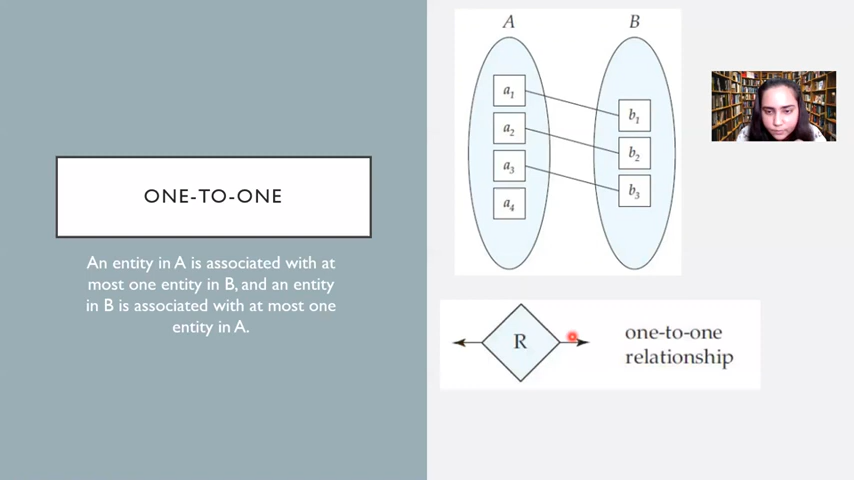 ONE-TO-ONE
An entity in A is associated with at
most one entity in B, and an entity
in B is associated with at most one
entity in A.
A B
a1
a2
a3
a4
b1
b2
b3
R
one-to-one
relationship